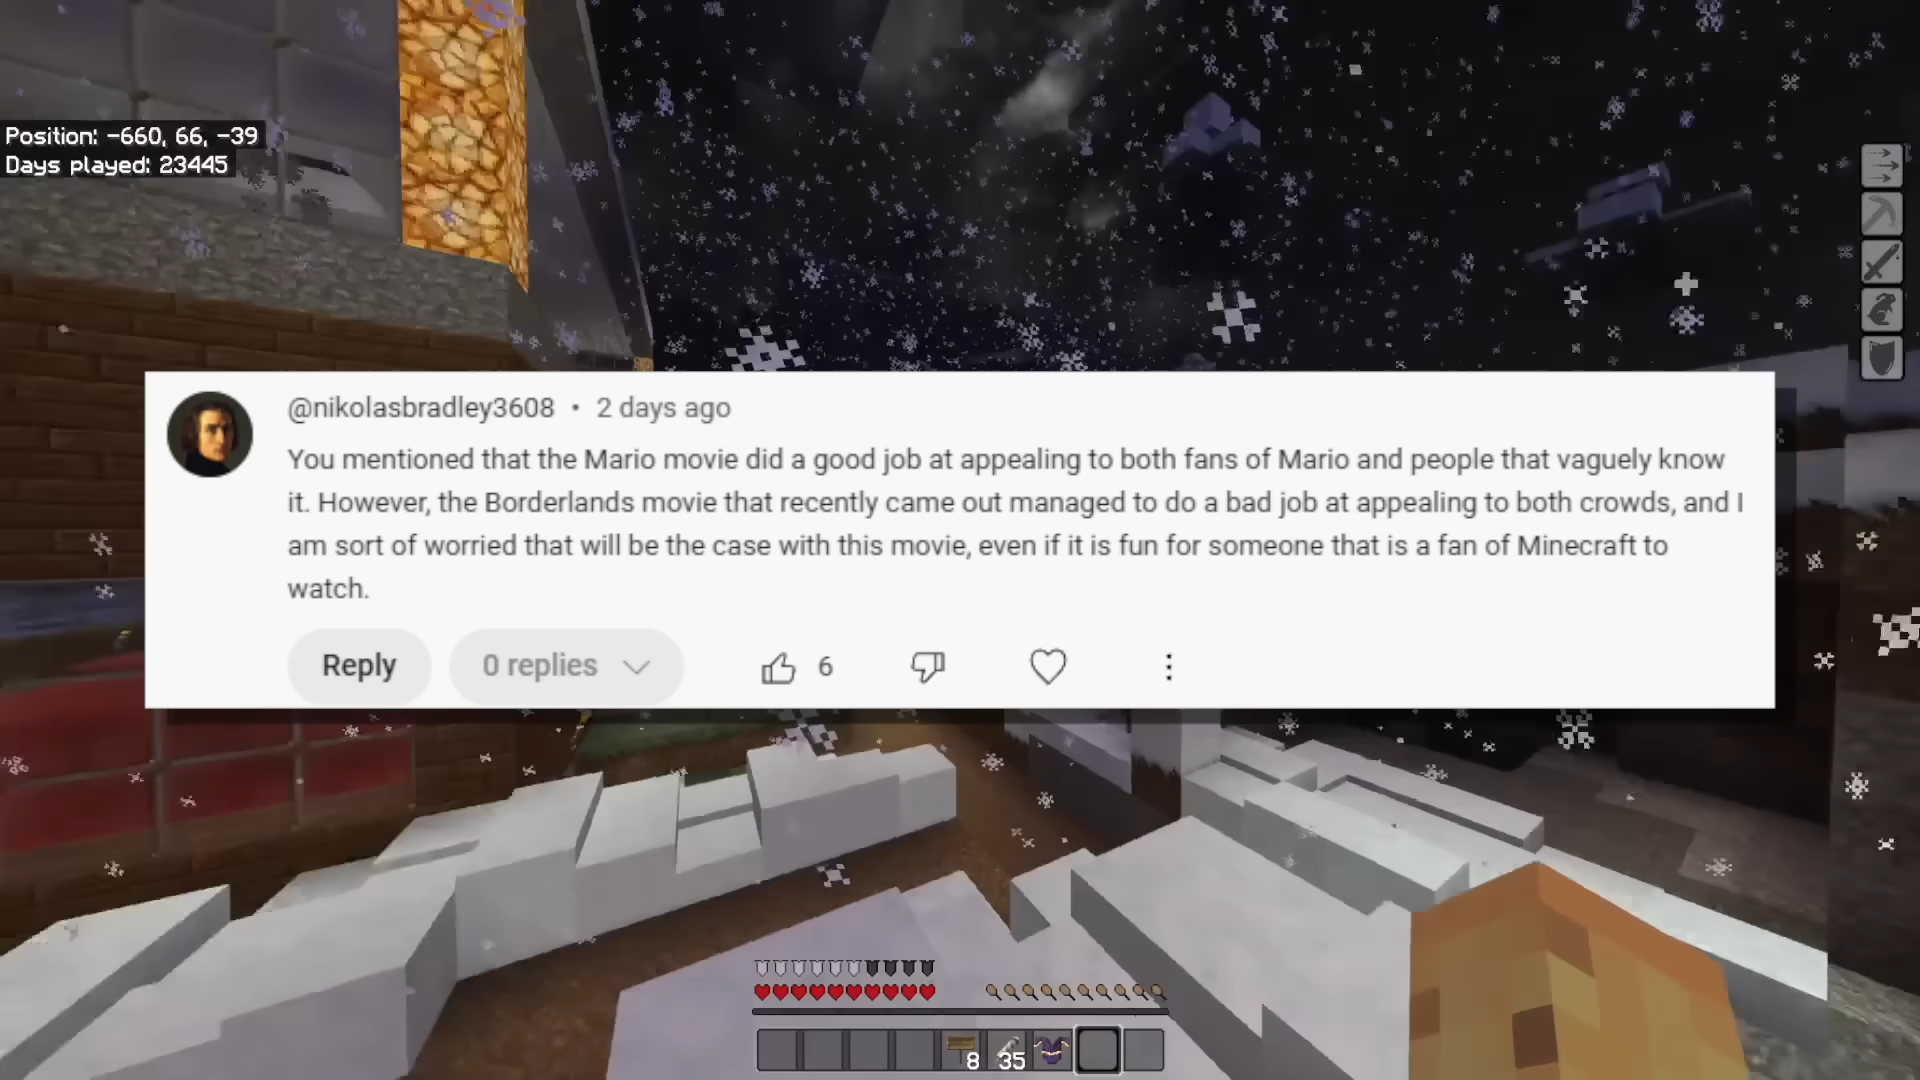 Position: -660, 66, -39
Days played: 23445
@nikolasbradley3608 • 2 days ago
You mentioned that the Mario movie did a good job at appealing to both fans of Mario and people that vaguely know
it. However, the Borderlands movie that recently came out managed to do a bad job at appealing to both crowds, and I
am sort of worried that will be the case with this movie, even if it is fun for someone that is a fan of Minecraft to
watch.
Reply 0 replies 6
8 35